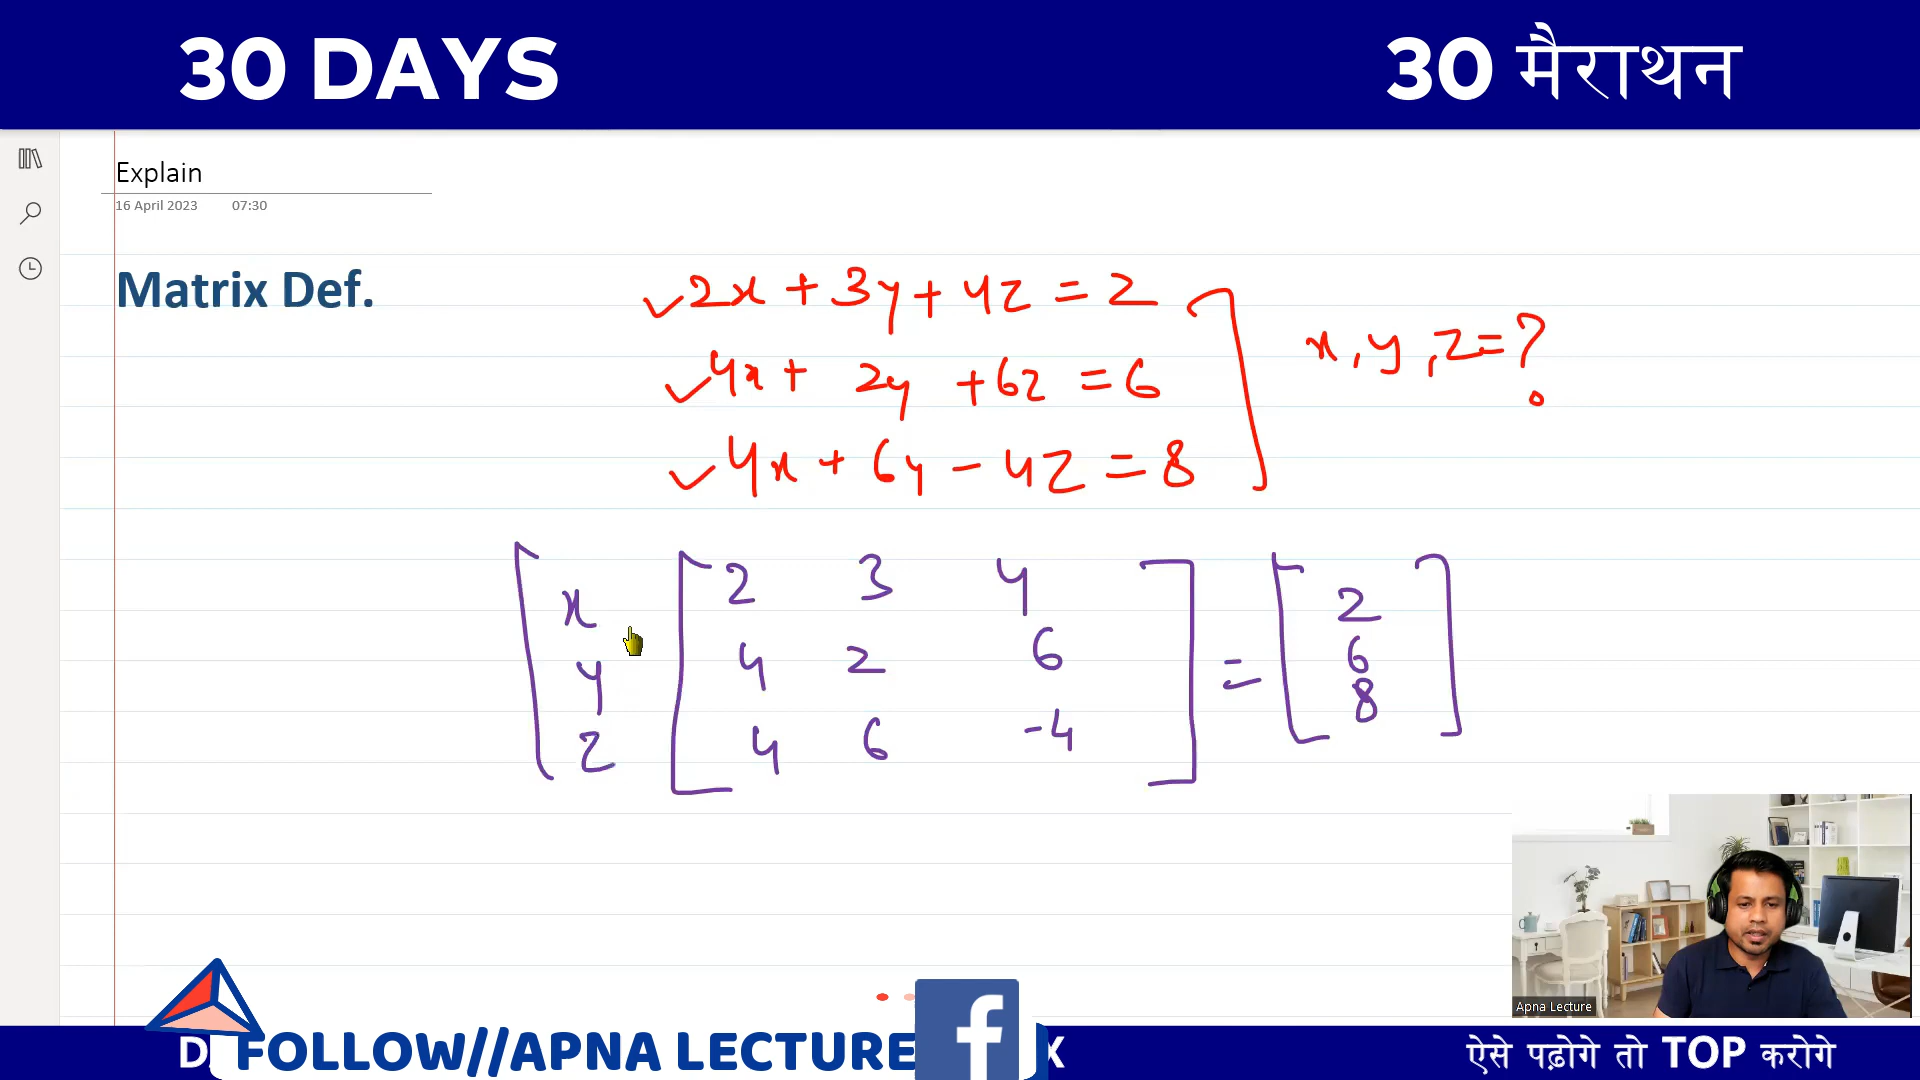 30 DAYS
30 मैराथन
Explain
16 April 2023 07:30
Matrix Def.
2x + 3y + 4z = 2
4x + 2y + 6z = 6
4x + 6y - 4z = 8
x, y, z = ?
x 2 3 4 2
y 4 2 6 = 6
z 4 6 -4 8
Apna Lecture
FOLLOW//APNA LECTURE
ऐसे पढ़ोगे तो TOP करोगे